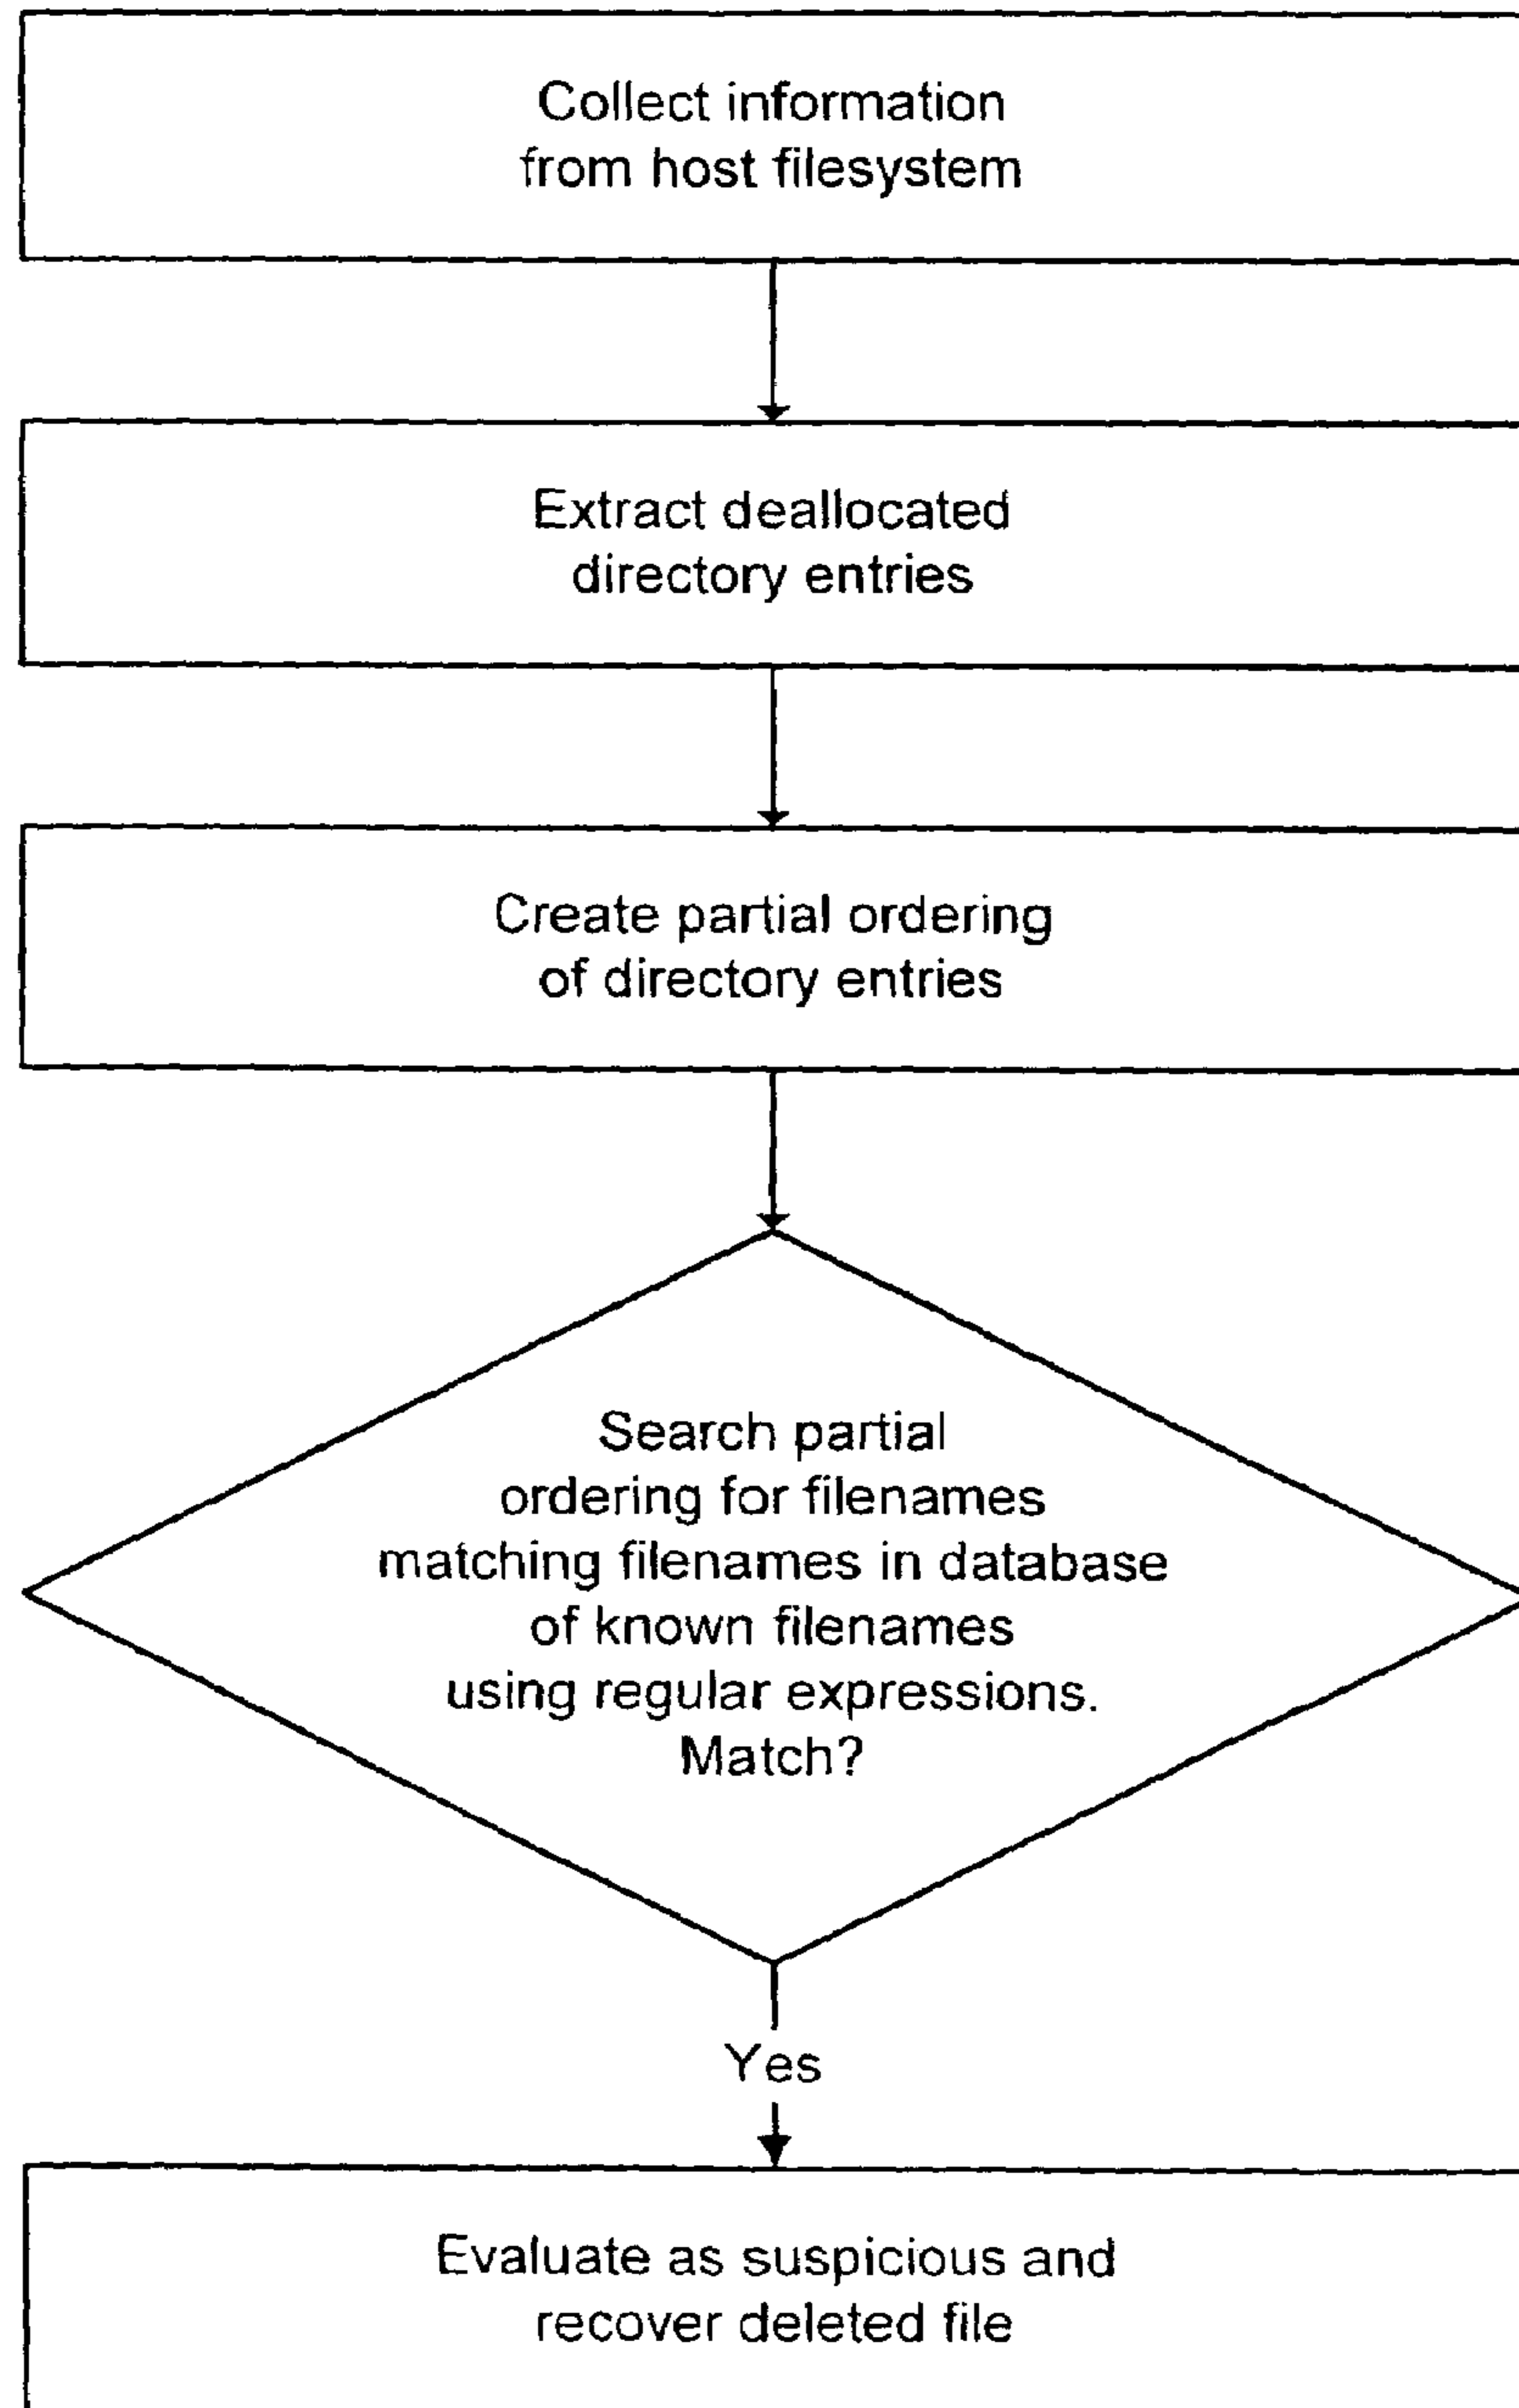 Collect information
from host filesystem
Extract deallocated
directory entries
Create partial ordering
of directory entries
Search partial
ordering for filenames
matching filenames in database
of known filenames
using regular expressions.
Match?
Yes
Evaluate as suspicious and
recover deleted file